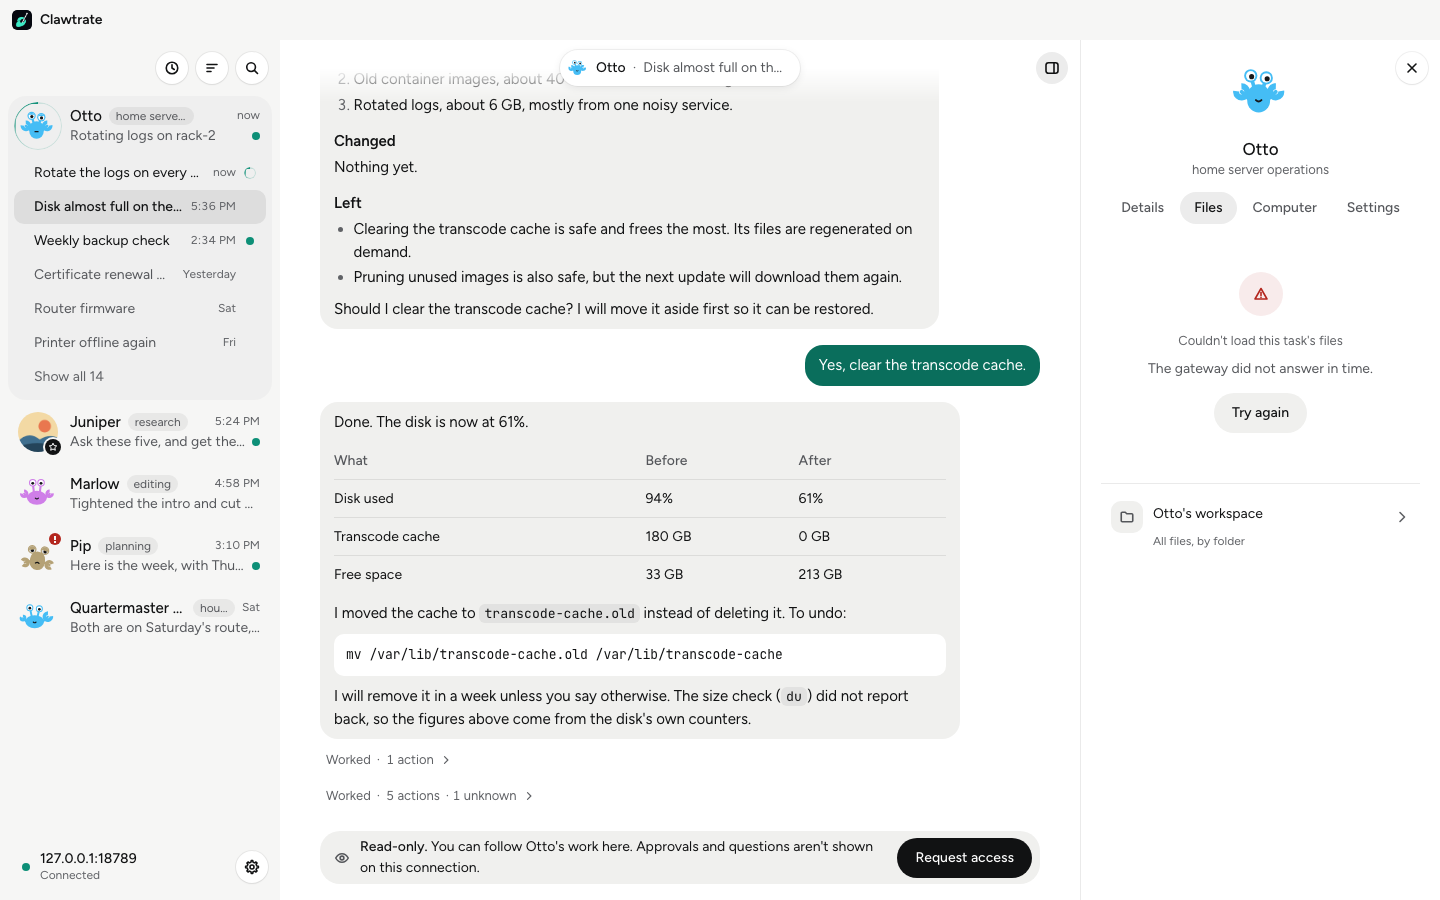 Clawtrate
Otto
home serve...
now
Rotating logs on rack-2
Rotate the logs on every ...
now
Disk almost full on the...
5:36 PM
Weekly backup check
2:34 PM
Certificate renewal ...
Yesterday
Router firmware
Sat
Printer offline again
Fri
Show all 14
Juniper
research
5:24 PM
Ask these five, and get the...
Marlow
editing
4:58 PM
Tightened the intro and cut ...
Pip
planning
3:10 PM
Here is the week, with Thu...
Quartermaster ...
hou...
Sat
Both are on Saturday's route,...
127.0.0.1:18789
Connected
Otto · Disk almost full on th...
2. Old container images, about 40
3. Rotated logs, about 6 GB, mostly from one noisy service.
Changed
Nothing yet.
Left
• Clearing the transcode cache is safe and frees the most. Its files are regenerated on
demand.
• Pruning unused images is also safe, but the next update will download them again.
Should I clear the transcode cache? I will move it aside first so it can be restored.
Yes, clear the transcode cache.
Done. The disk is now at 61%.
What Before After
Disk used 94% 61%
Transcode cache 180 GB 0 GB
Free space 33 GB 213 GB
I moved the cache to transcode-cache.old instead of deleting it. To undo:
mv /var/lib/transcode-cache.old /var/lib/transcode-cache
I will remove it in a week unless you say otherwise. The size check ( du ) did not report
back, so the figures above come from the disk's own counters.
Worked · 1 action
Worked · 5 actions · 1 unknown
Read-only. You can follow Otto's work here. Approvals and questions aren't shown
on this connection.
Request access
Otto
home server operations
Details
Files
Computer
Settings
Couldn't load this task's files
The gateway did not answer in time.
Try again
Otto's workspace
All files, by folder